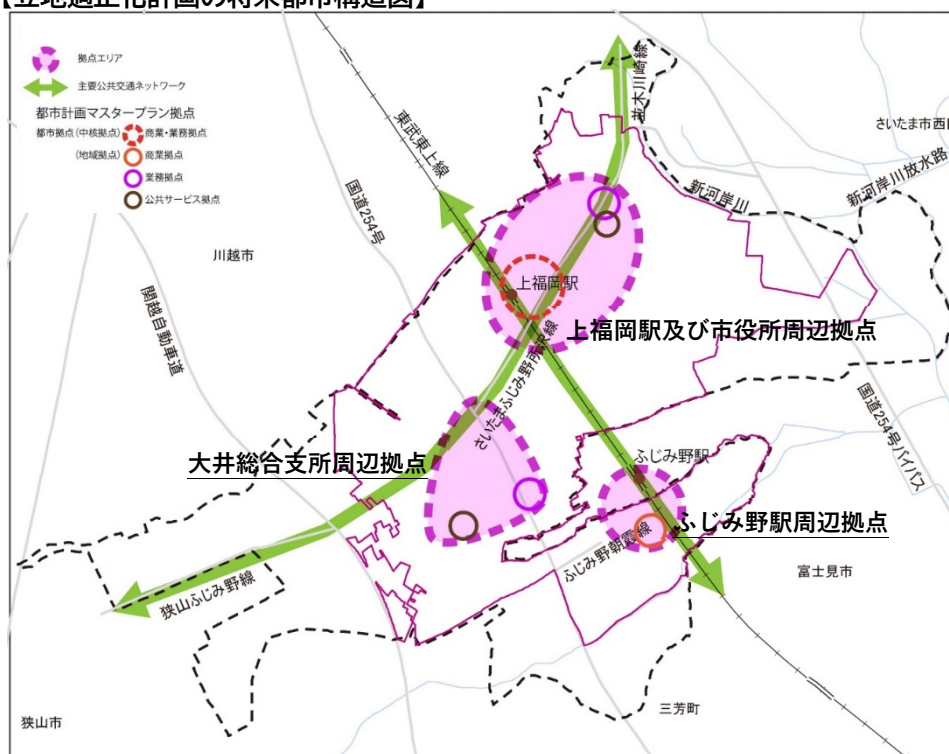 【立地適正化計画の将来都市構造図】
拠点エリア
主要公共交通ネットワーク
都市計画マスタープラン拠点
都市拠点(中核拠点) 商業・業務拠点
(地域拠点) 商業拠点
業務拠点
公共サービス拠点
並木川崎線
さいたま市西区
東武東上線
国道254号
新河岸川
新河岸川放水路
川越市
関越自動車道
上福岡駅
上福岡駅及び市役所周辺拠点
さいたまふじみ野所沢線
国道254号バイパス
大井総合支所周辺拠点
ふじみ野駅
ふじみ野駅周辺拠点
ふじみ野朝霞線
狭山ふじみ野線
富士見市
三芳町
狭山市